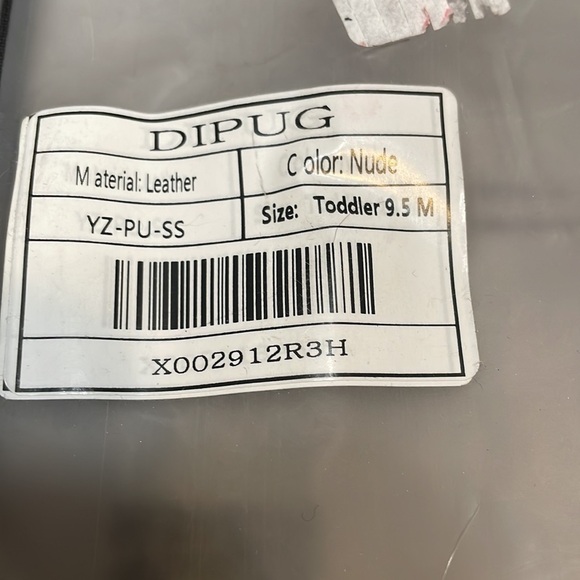 DIPUG
Material: Leather
Color: Nude
YZ-PU-SS
Size: Toddler 9.5 M
X002912R3H